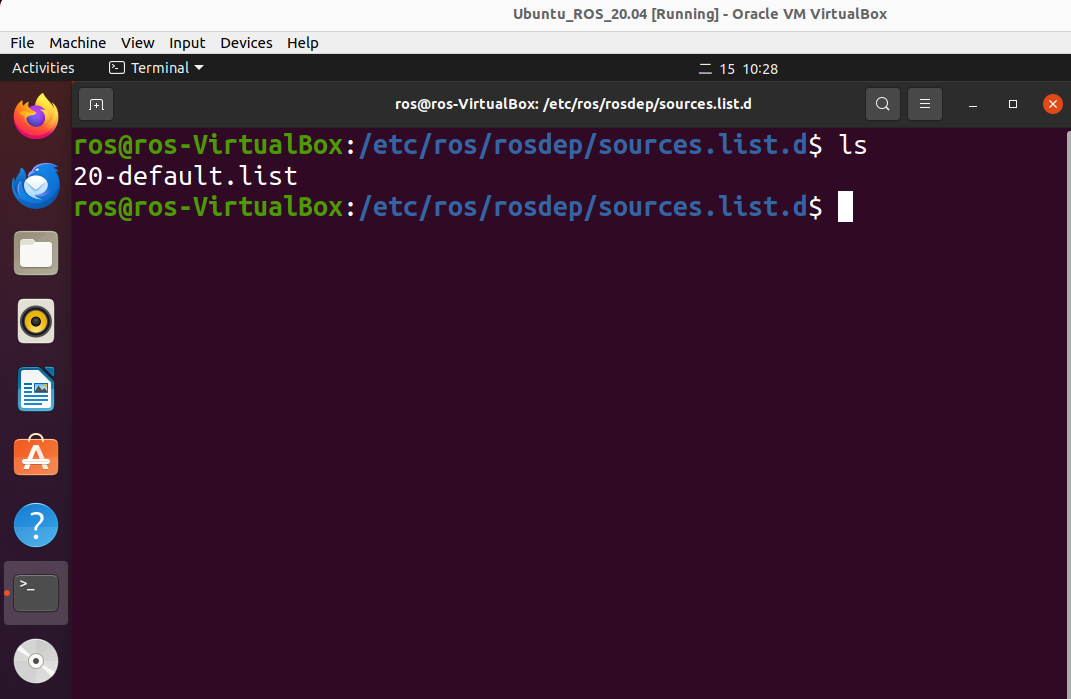 Ubuntu_ROS_20.04 [Running] - Oracle VM VirtualBox
File Machine View Input Devices Help
Activities Terminal 二 15 10:28
ros@ros-VirtualBox: /etc/ros/rosdep/sources.list.d
ros@ros-VirtualBox:/etc/ros/rosdep/sources.list.d$ ls
20-default.list
ros@ros-VirtualBox:/etc/ros/rosdep/sources.list.d$